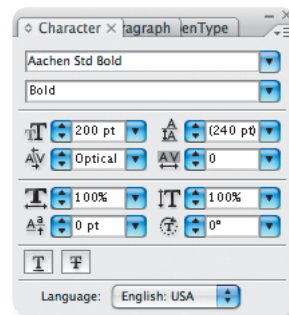 Character × ragraph enType
Aachen Std Bold
Bold
200 pt (240 pt)
Optical 0
100% 100%
0 pt 0°
T T
Language: English: USA